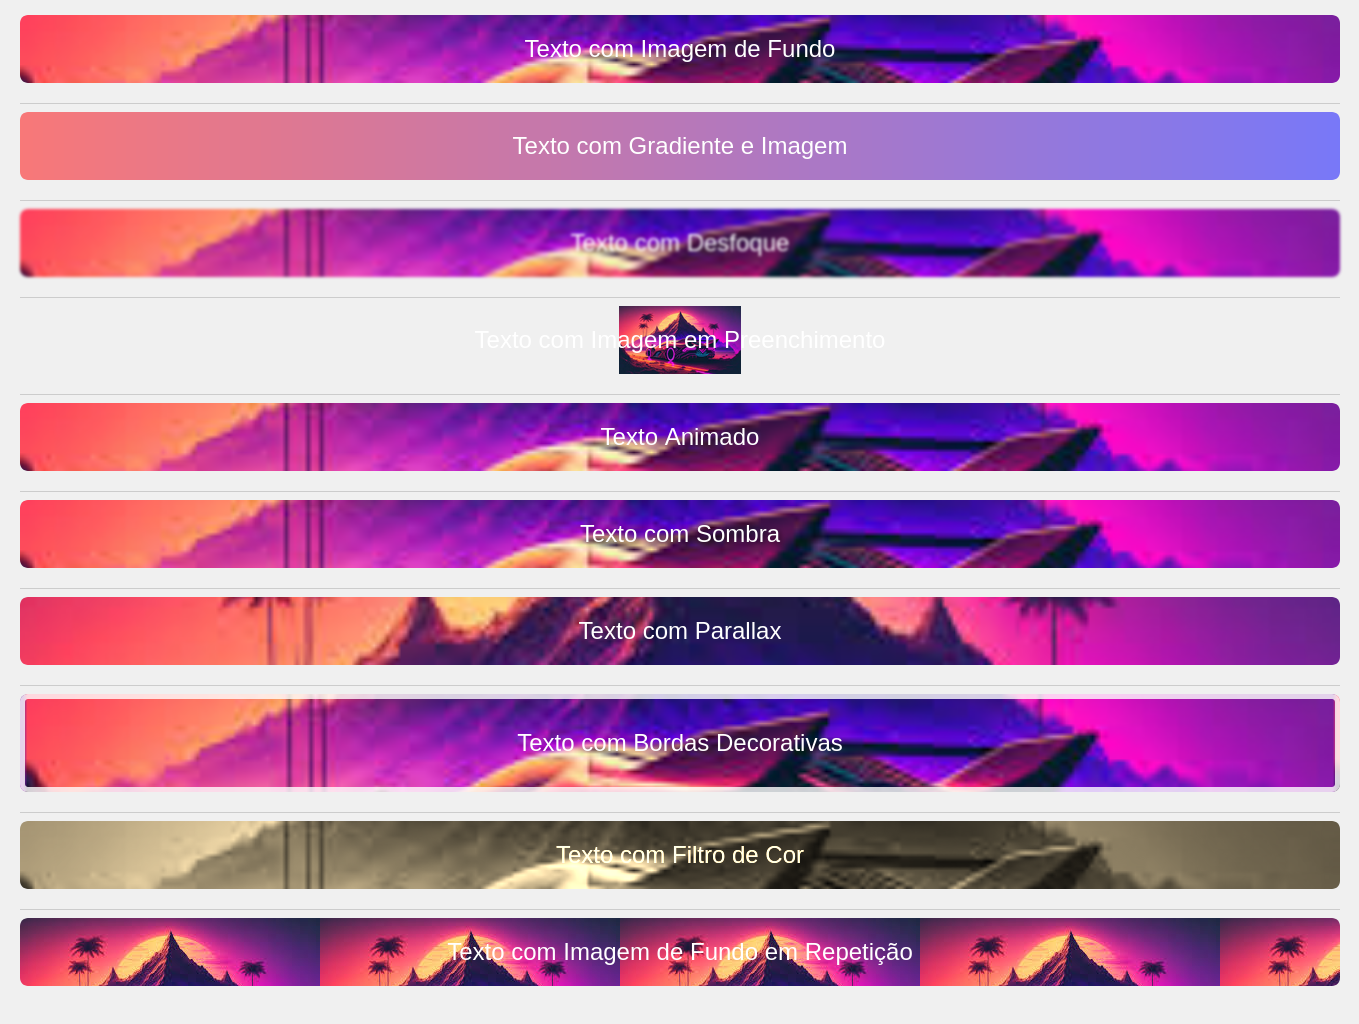 Texto com Imagem de Fundo
Texto com Gradiente e Imagem
Texto com Desfoque
Texto com Imagem em Preenchimento
Texto Animado
Texto com Sombra
Texto com Parallax
Texto com Bordas Decorativas
Texto com Filtro de Cor
Texto com Imagem de Fundo em Repetição